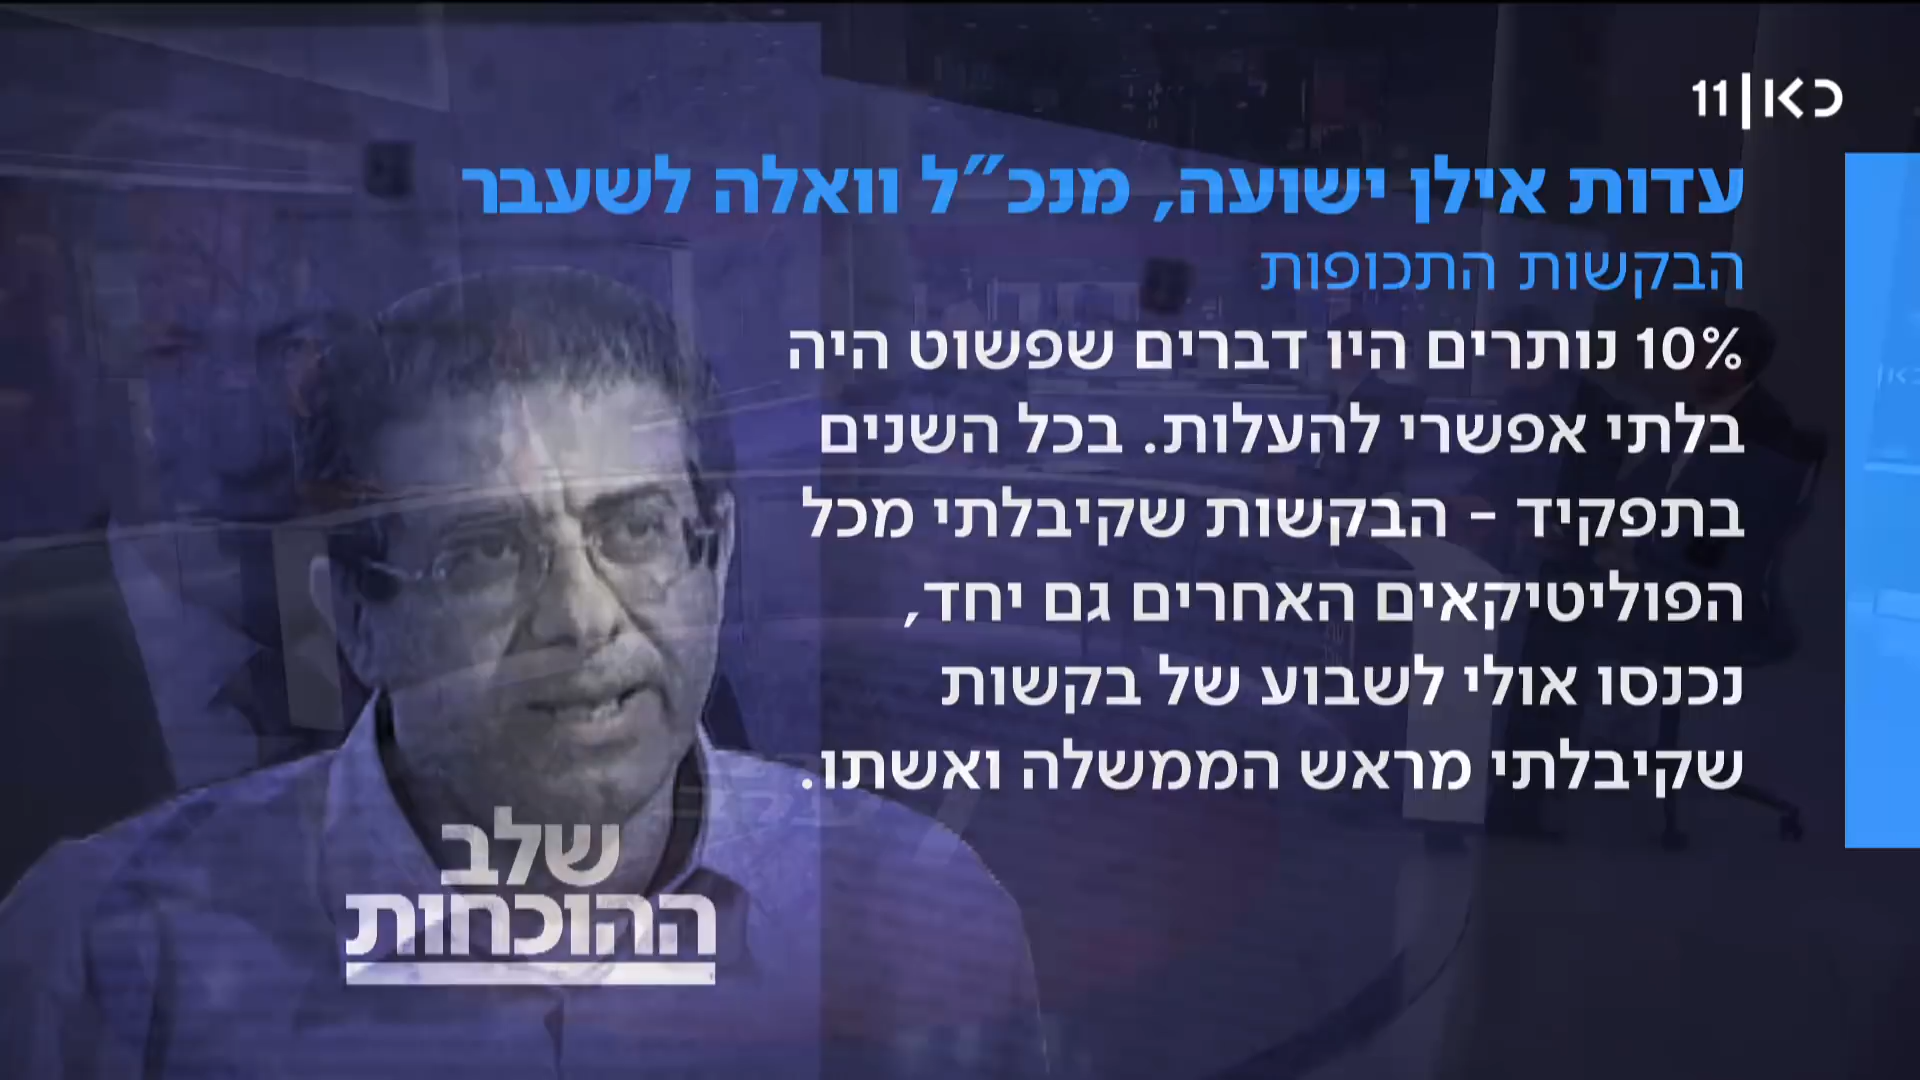 כאן 11
עדות אילן ישועה, מנכ״ל וואלה לשעבר
הבקשות התכופות
10% נותרים היו דברים שפשוט היה
בלתי אפשרי להעלות. בכל השנים
בתפקיד - הבקשות שקיבלתי מכל
הפוליטיקאים האחרים גם יחד,
נכנסו אולי לשבוע של בקשות
שקיבלתי מראש הממשלה ואשתו.
שלב
ההוכחות